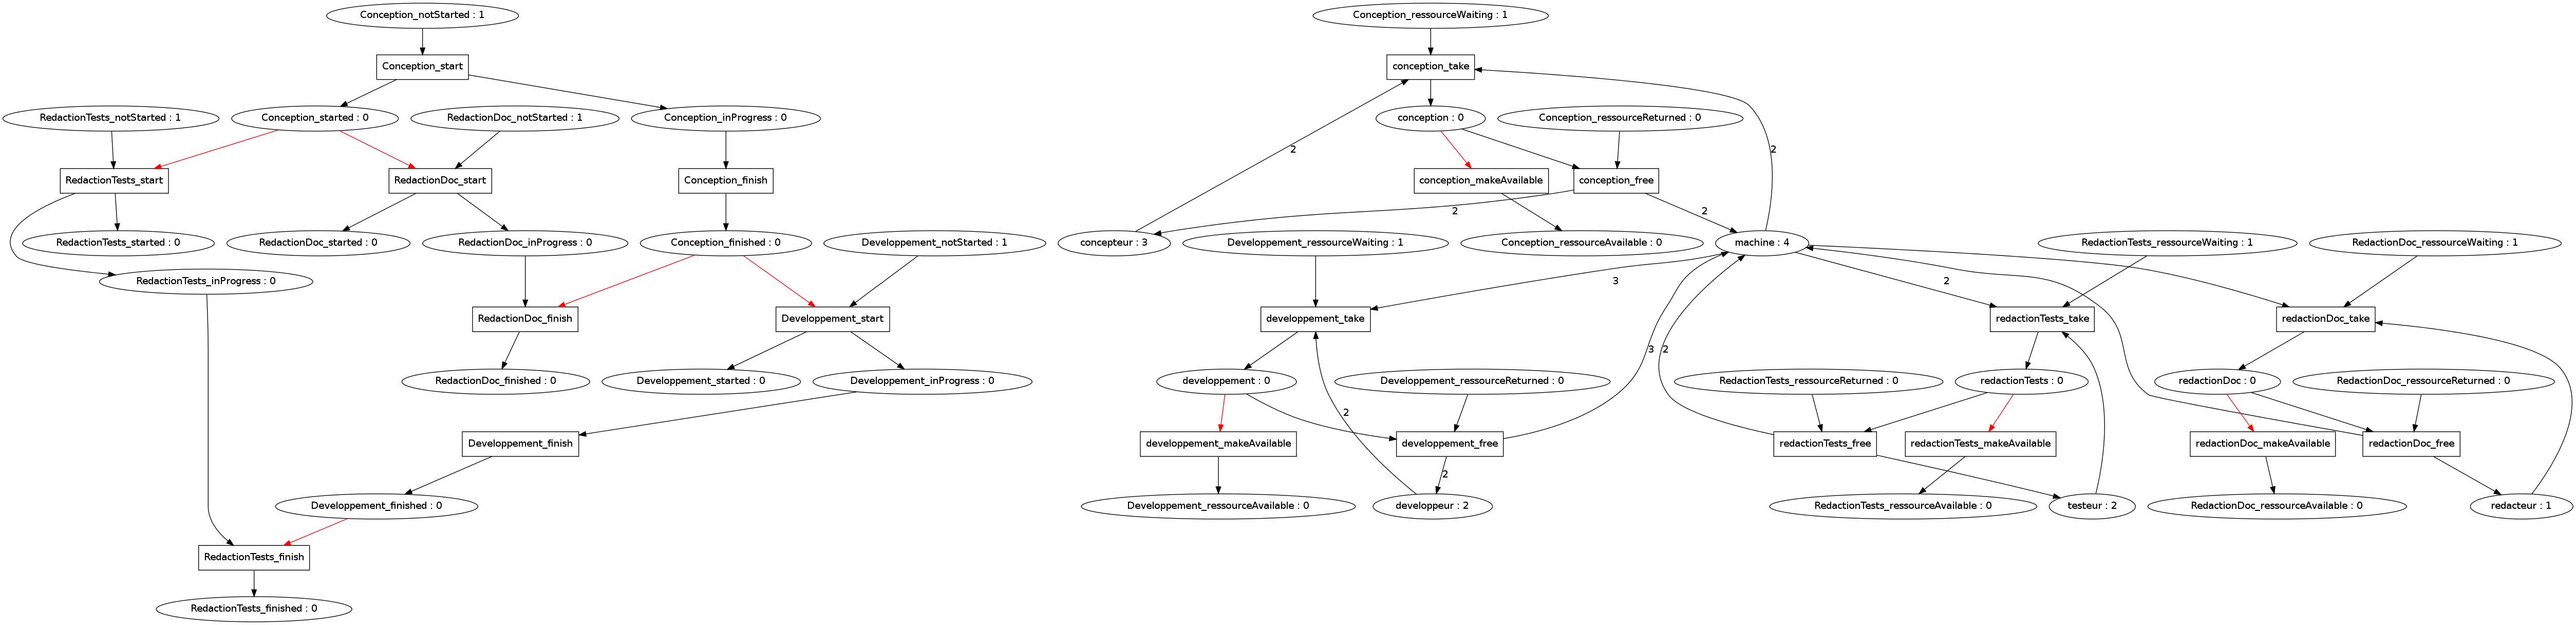 Conception_notStarted : 1
Conception_ressourceWaiting : 1
Conception_start
conception_take
RedactionTests_notStarted : 1
Conception_started : 0
RedactionDoc_notStarted : 1
Conception_inProgress : 0
conception : 0
Conception_ressourceReturned : 0
2
2
RedactionTests_start
RedactionDoc_start
Conception_finish
conception_makeAvailable
conception_free
2
2
RedactionTests_started : 0
RedactionDoc_started : 0
RedactionDoc_inProgress : 0
Conception_finished : 0
Developpement_notStarted : 1
concepteur : 3
Developpement_ressourceWaiting : 1
Conception_ressourceAvailable : 0
machine : 4
RedactionTests_ressourceWaiting : 1
RedactionDoc_ressourceWaiting : 1
RedactionTests_inProgress : 0
3
2
RedactionDoc_finish
Developpement_start
developpement_take
redactionTests_take
redactionDoc_take
3
2
RedactionDoc_finished : 0
Developpement_started : 0
Developpement_inProgress : 0
developpement : 0
Developpement_ressourceReturned : 0
RedactionTests_ressourceReturned : 0
redactionTests : 0
redactionDoc : 0
RedactionDoc_ressourceReturned : 0
2
Developpement_finish
developpement_makeAvailable
developpement_free
redactionTests_free
redactionTests_makeAvailable
redactionDoc_makeAvailable
redactionDoc_free
2
Developpement_finished : 0
Developpement_ressourceAvailable : 0
developpeur : 2
RedactionTests_ressourceAvailable : 0
testeur : 2
RedactionDoc_ressourceAvailable : 0
redacteur : 1
RedactionTests_finish
RedactionTests_finished : 0